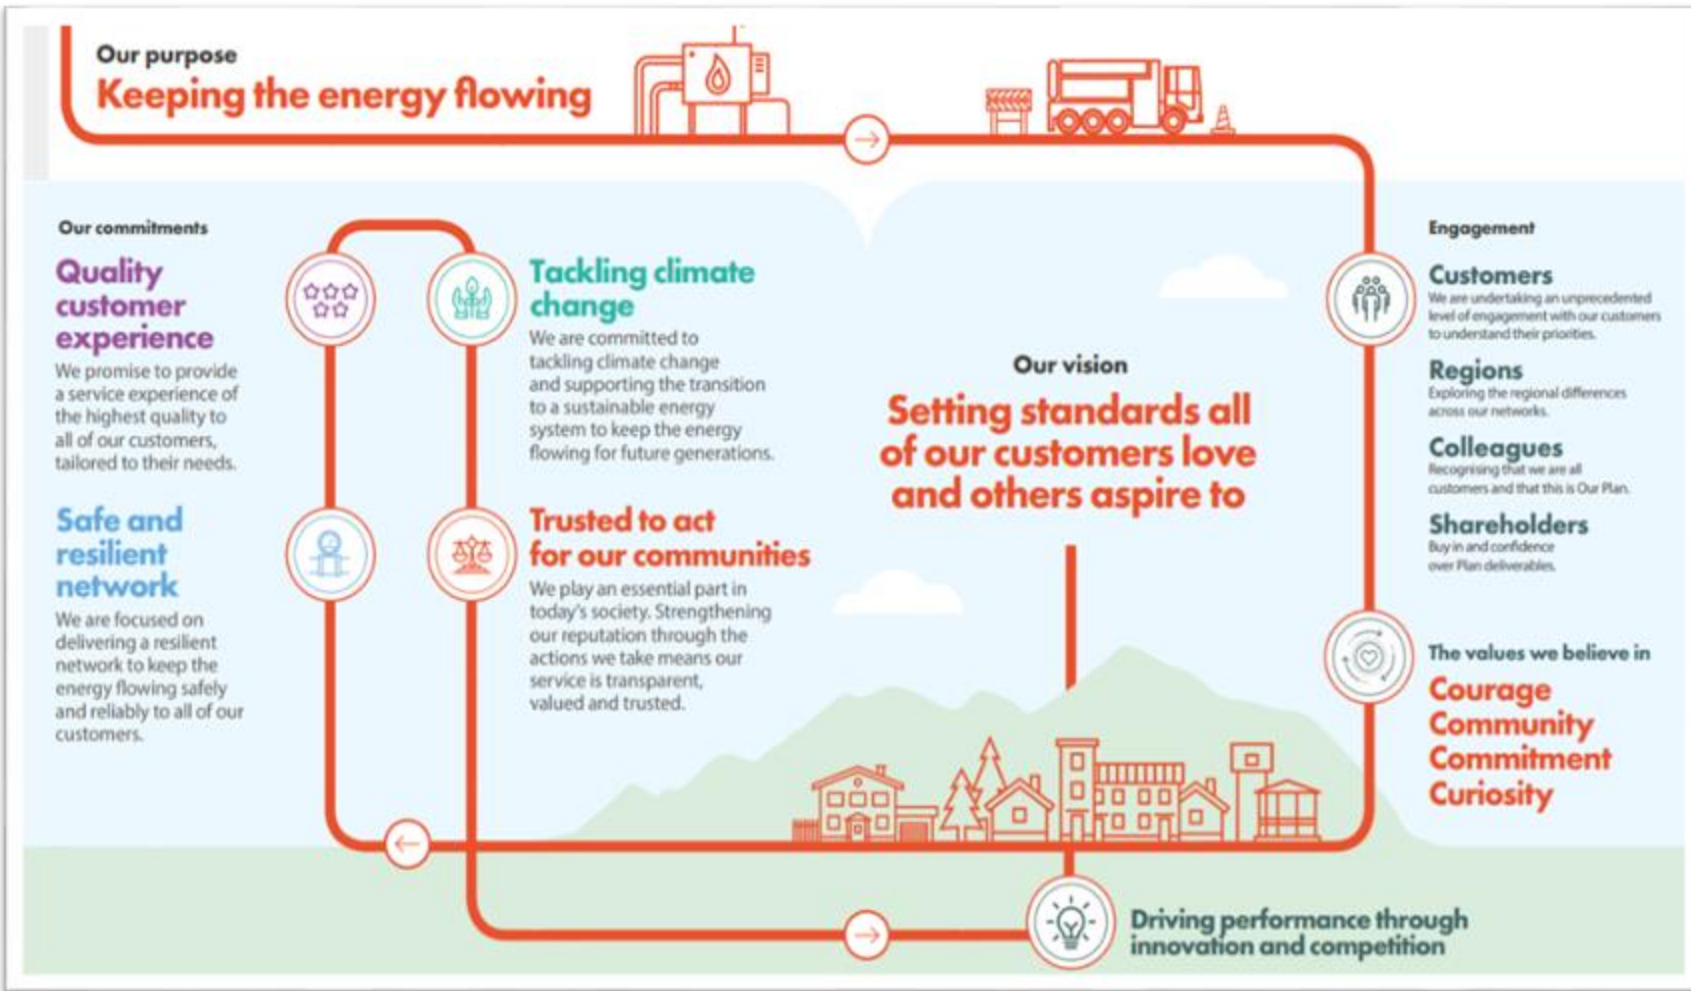 Our purpose
Keeping the energy flowing
Our commitments
Quality
customer
experience
We promise to provide
a service experience of
the highest quality to
all of our customers,
tailored to their needs.
Safe and
resilient
network
We are focused on
delivering a resilient
network to keep the
energy flowing safely
and reliably to all of our
customers.
Tackling climate
change
We are committed to
tackling climate change
and supporting the transition
to a sustainable energy
system to keep the energy
flowing for future generations.
Trusted to act
for our communities
We play an essential part in
today's society. Strengthening
our reputation through the
actions we take means our
service is transparent,
valued and trusted.
Our vision
Setting standards all
of our customers love
and others aspire to
Engagement
Customers
We are undertaking an unprecedented
level of engagement with our customers
to understand their priorities.
Regions
Exploring the regional differences
across our networks.
Colleagues
Recognising that we are all
customers and that this is Our Plan.
Shareholders
Buy in and confidence
over Plan deliverables.
The values we believe in
Courage
Community
Commitment
Curiosity
Driving performance through
innovation and competition